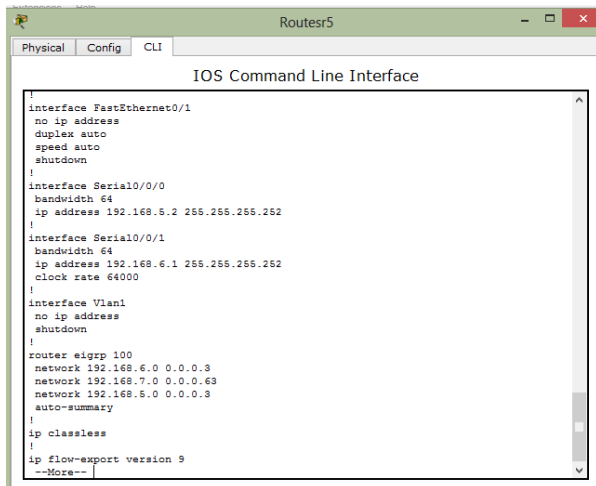 Extensions Help
Routesr5
Physical Config CLI
IOS Command Line Interface
!
interface FastEthernet0/1
no ip address
duplex auto
speed auto
shutdown
!
interface Serial0/0/0
bandwidth 64
ip address 192.168.5.2 255.255.255.252
!
interface Serial0/0/1
bandwidth 64
ip address 192.168.6.1 255.255.255.252
clock rate 64000
!
interface Vlan1
no ip address
shutdown
!
router eigrp 100
network 192.168.6.0 0.0.0.3
network 192.168.7.0 0.0.0.63
network 192.168.5.0 0.0.0.3
auto-summary
!
ip classless
!
ip flow-export version 9
--More--